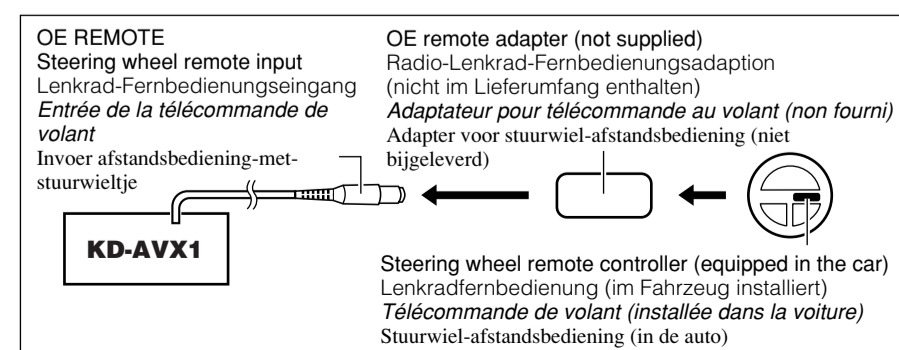 OE REMOTE
Steering wheel remote input
Lenkrad-Fernbedienungseingang
Entrée de la télécommande de
volant
Invoer afstandsbediening-met-
stuurwieltje
OE remote adapter (not supplied)
Radio-Lenkrad-Fernbedienungsadaption
(nicht im Lieferumfang enthalten)
Adaptateur pour télécommande au volant (non fourni)
Adapter voor stuurwiel-afstandsbediening (niet
bijgeleverd)
KD-AVX1
Steering wheel remote controller (equipped in the car)
Lenkradfernbedienung (im Fahrzeug installiert)
Télécommande de volant (installée dans la voiture)
Stuurwiel-afstandsbediening (in de auto)